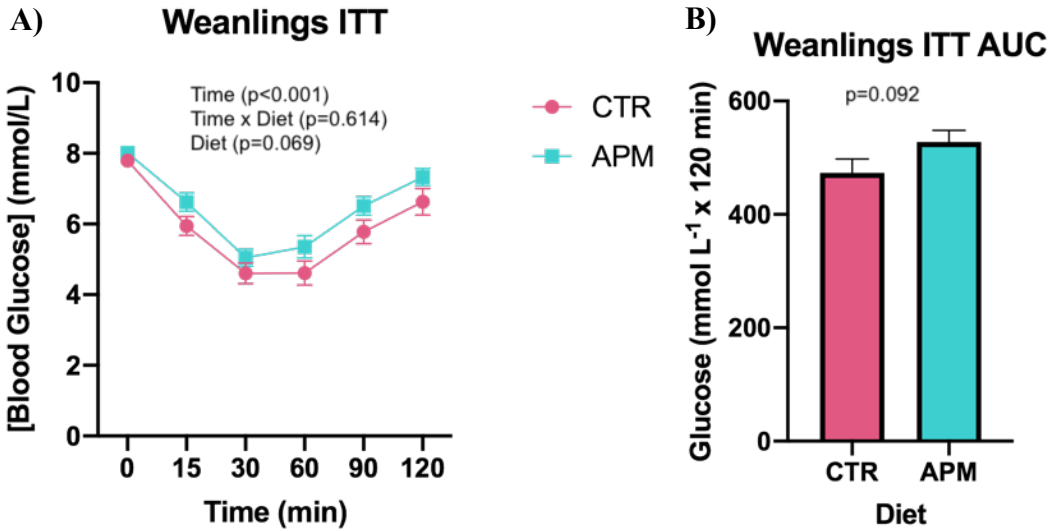 A)
Weanlings ITT
[Blood Glucose] (mmol/L)
10
8
6
4
2
0
Time (p<0.001)
Time x Diet (p=0.614)
Diet (p=0.069)
0 15 30 60 90 120
Time (min)
CTR
APM
B)
Weanlings ITT AUC
Glucose (mmol L⁻¹ x 120 min)
600
400
200
0
p=0.092
CTR APM
Diet